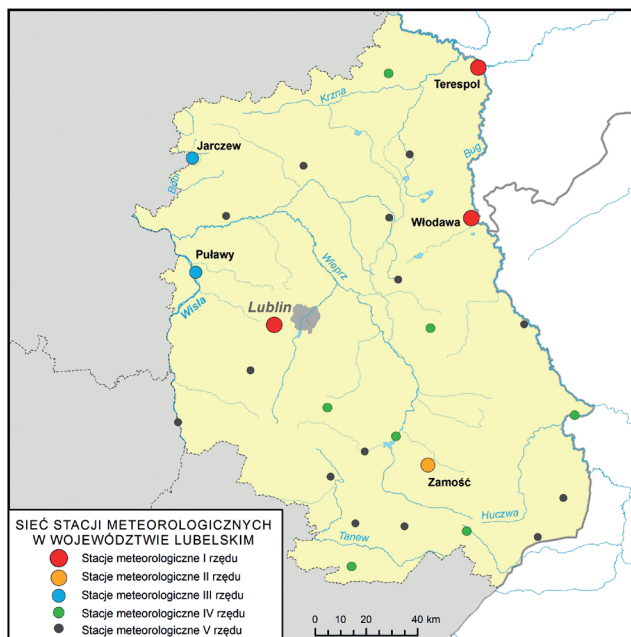 Terespol
Krzna
Jarczew
Bug
Włodawa
Puławy
Wieprz
Wisła
Lublin
Zamość
Huczwa
Tanew
SIEĆ STACJI METEOROLOGICZNYCH
W WOJEWÓDZTWIE LUBELSKIM
Stacje meteorologiczne I rzędu
Stacje meteorologiczne II rzędu
Stacje meteorologiczne III rzędu
Stacje meteorologiczne IV rzędu
Stacje meteorologiczne V rzędu
0 10 20 40 km